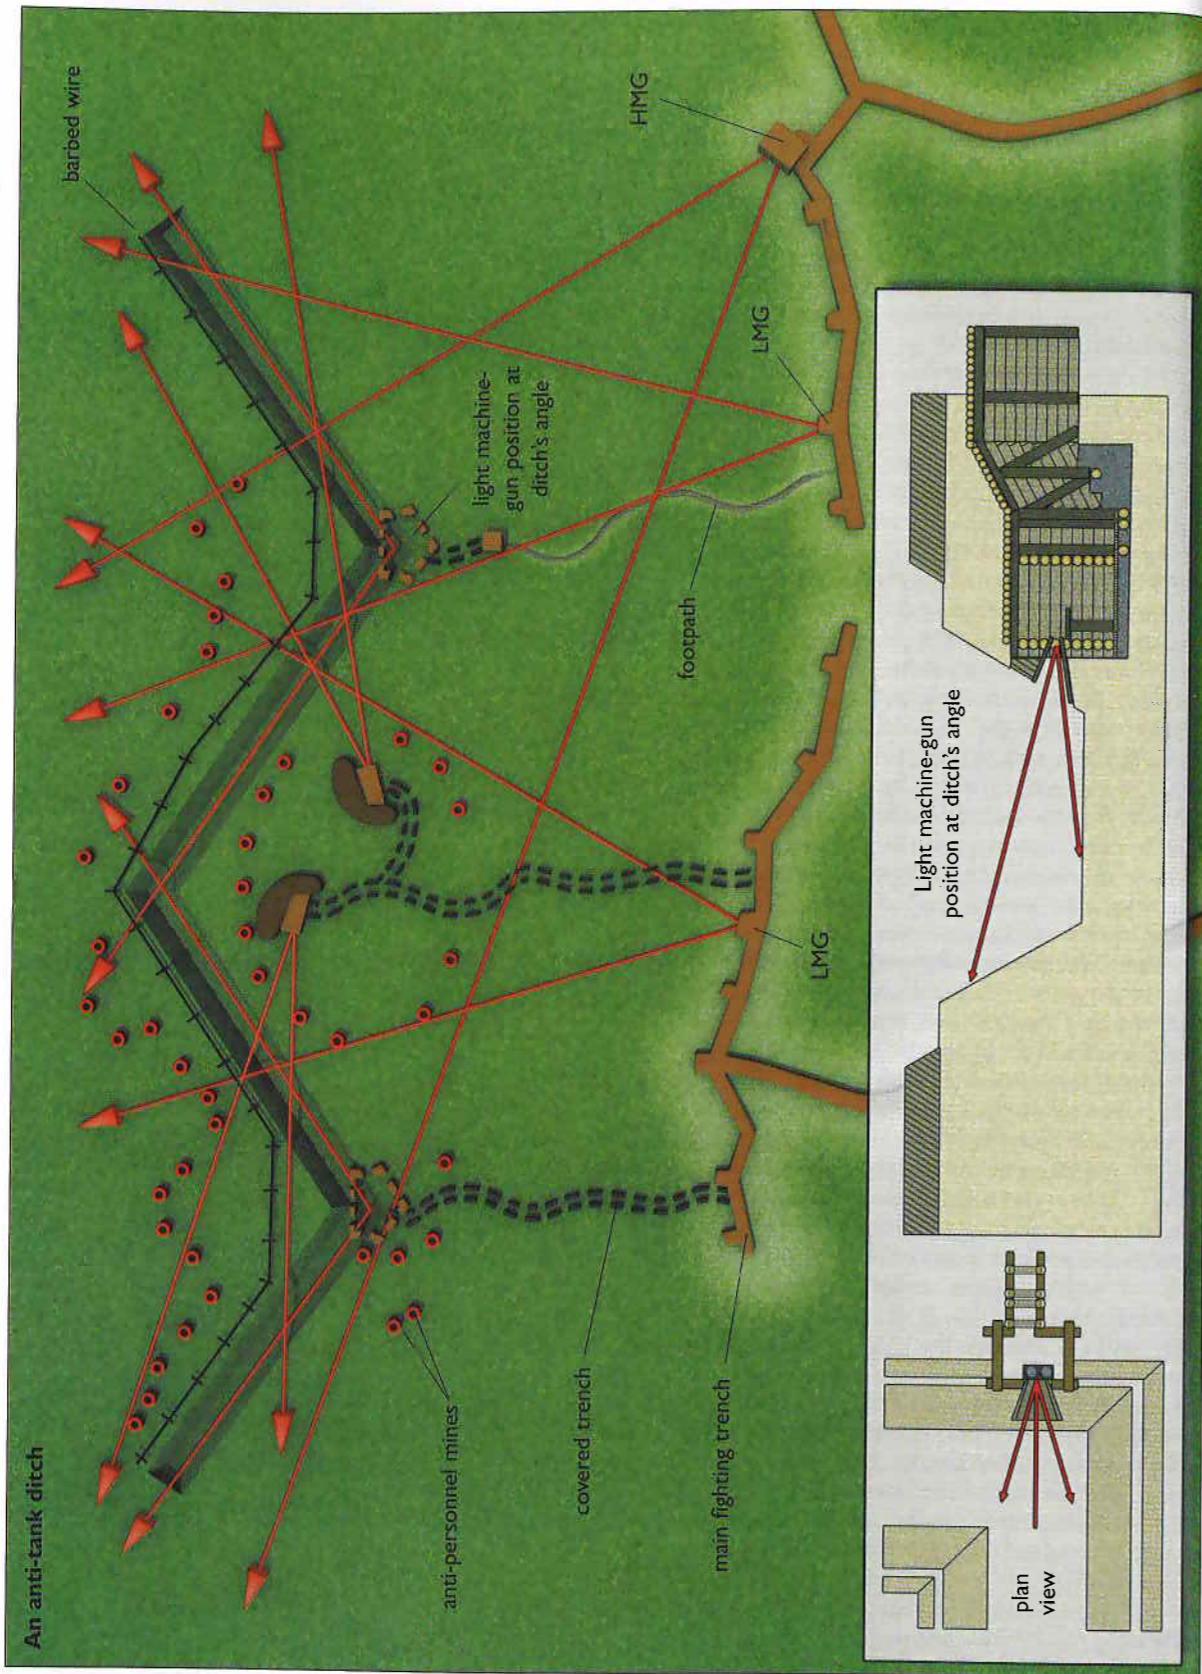 An anti-tank ditch
barbed wire
HMG
LMG
light machine-
gun position at
ditch's angle
footpath
LMG
anti-personnel mines
covered trench
main fighting trench
Light machine-gun
position at ditch's angle
plan
view